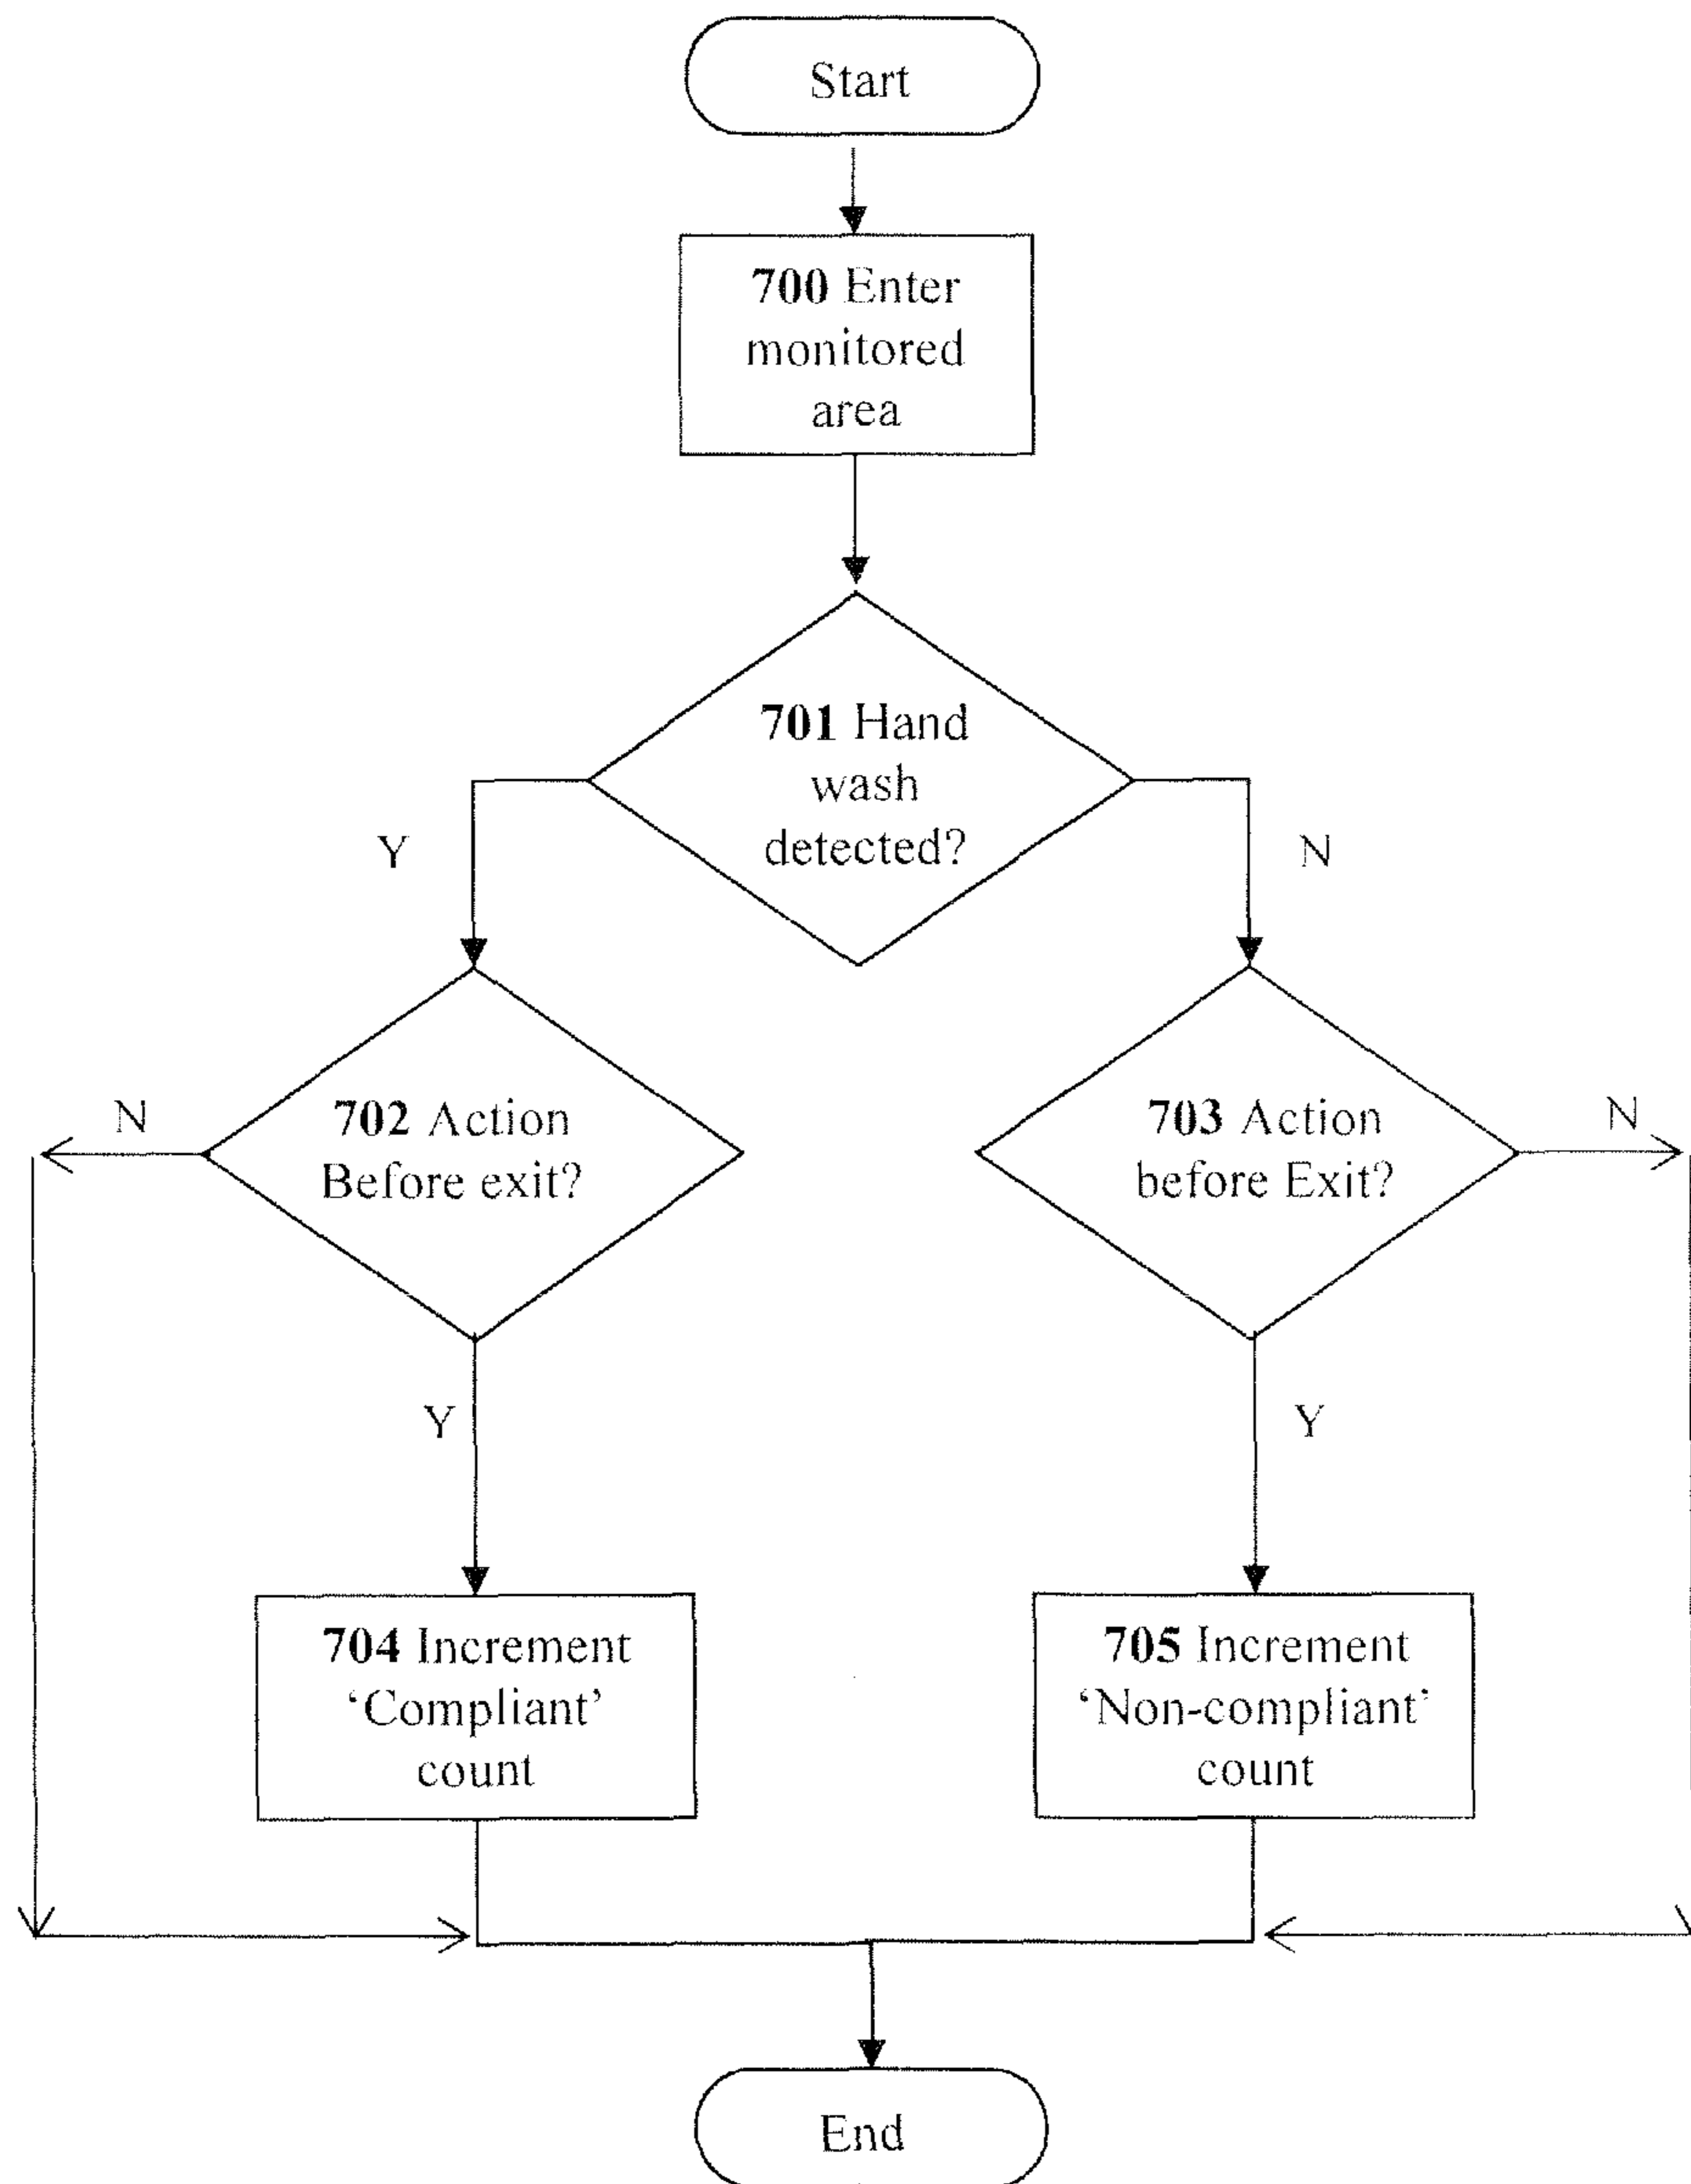 Start
700 Enter
monitored
area
701 Hand
wash
detected?
Y
N
N
702 Action
Before exit?
703 Action
before Exit?
N
Y
Y
704 Increment
‘Compliant’
count
705 Increment
‘Non-compliant’
count
End